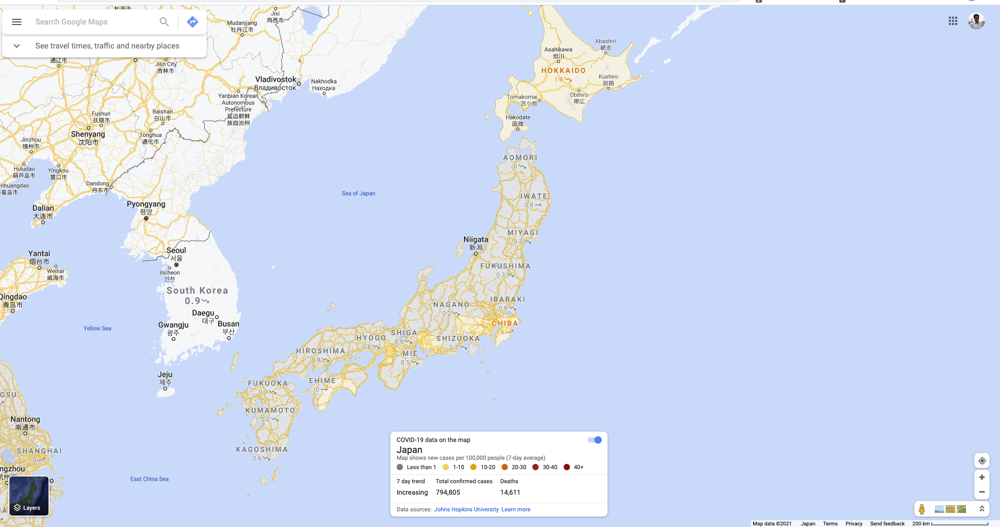 松原市
Jixi
鸡西市
Search Google Maps
Mudanjiang
牡丹江市
See travel times, traffic and nearby places
Abashiri
網走
Asahikawa
旭川
通辽市
Jilin City
吉林市
HOKKAIDO
1.8
Vladivostok
Владивосток
Nakhodka
Находка
Kushiro
釧路
Yanbian Korean
Autonomous
Prefecture
延边朝鲜
族自治州
Tomakomai
苫小牧
Obihiro
帯広
Fushun
抚顺市
Baishan
白山市
Hakodate
函館
Shenyang
沈阳市
Tonghua
通化市
Jinzhou
锦州市
AOMORI
0
Huludao
葫芦岛市
Yingkou
营口市
Dandong
丹东市
nhuangdao
皇岛市
Sea of Japan
IWATE
0.8
Pyongyang
평양
Dalian
大连市
MIYAGI
0.3
Niigata
新潟
Seoul
서울
Yantai
烟台市
Weihai
威海市
Incheon
인천
FUKUSHIMA
0.3
South Korea
0.9
Qingdao
青岛市
IBARAKI
0.9
NAGANO
0.2
Daegu
대구
Gwangju
광주
Busan
부산
Yellow Sea
CHIBA
1.6
SHIGA
0.9
HYOGO
0.6
SHIZUOKA
0.7
HIROSHIMA
0.9
MIE
0.5
Jeju
제주
EHIME
0
FUKUOKA
0.7
GSU
KUMAMOTO
0.2
Nantong
南通市
SHANGHAI
0
KAGOSHIMA
0.6
ngzhou
杭州市
East China Sea
Layers
COVID-19 data on the map
Japan
Map shows new cases per 100,000 people (7-day average)
Less than 1 1-10 10-20 20-30 30-40 40+
7 day trend Total confirmed cases Deaths
Increasing 794,805 14,611
Data sources: Johns Hopkins University Learn more
Map data ©2021 Japan Terms Privacy Send feedback 200 km